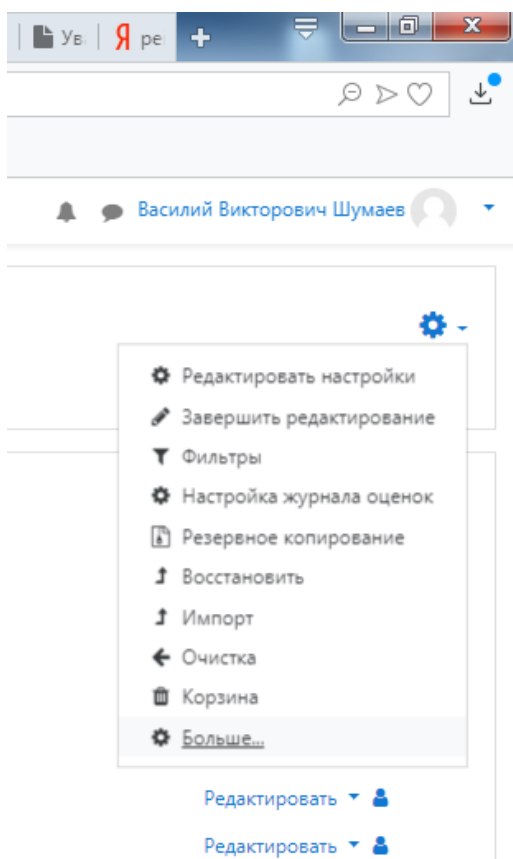 Ув Я ре
Василий Викторович Шумаев
Редактировать настройки
Завершить редактирование
Фильтры
Настройка журнала оценок
Резервное копирование
Восстановить
Импорт
Очистка
Корзина
Больше...
Редактировать
Редактировать